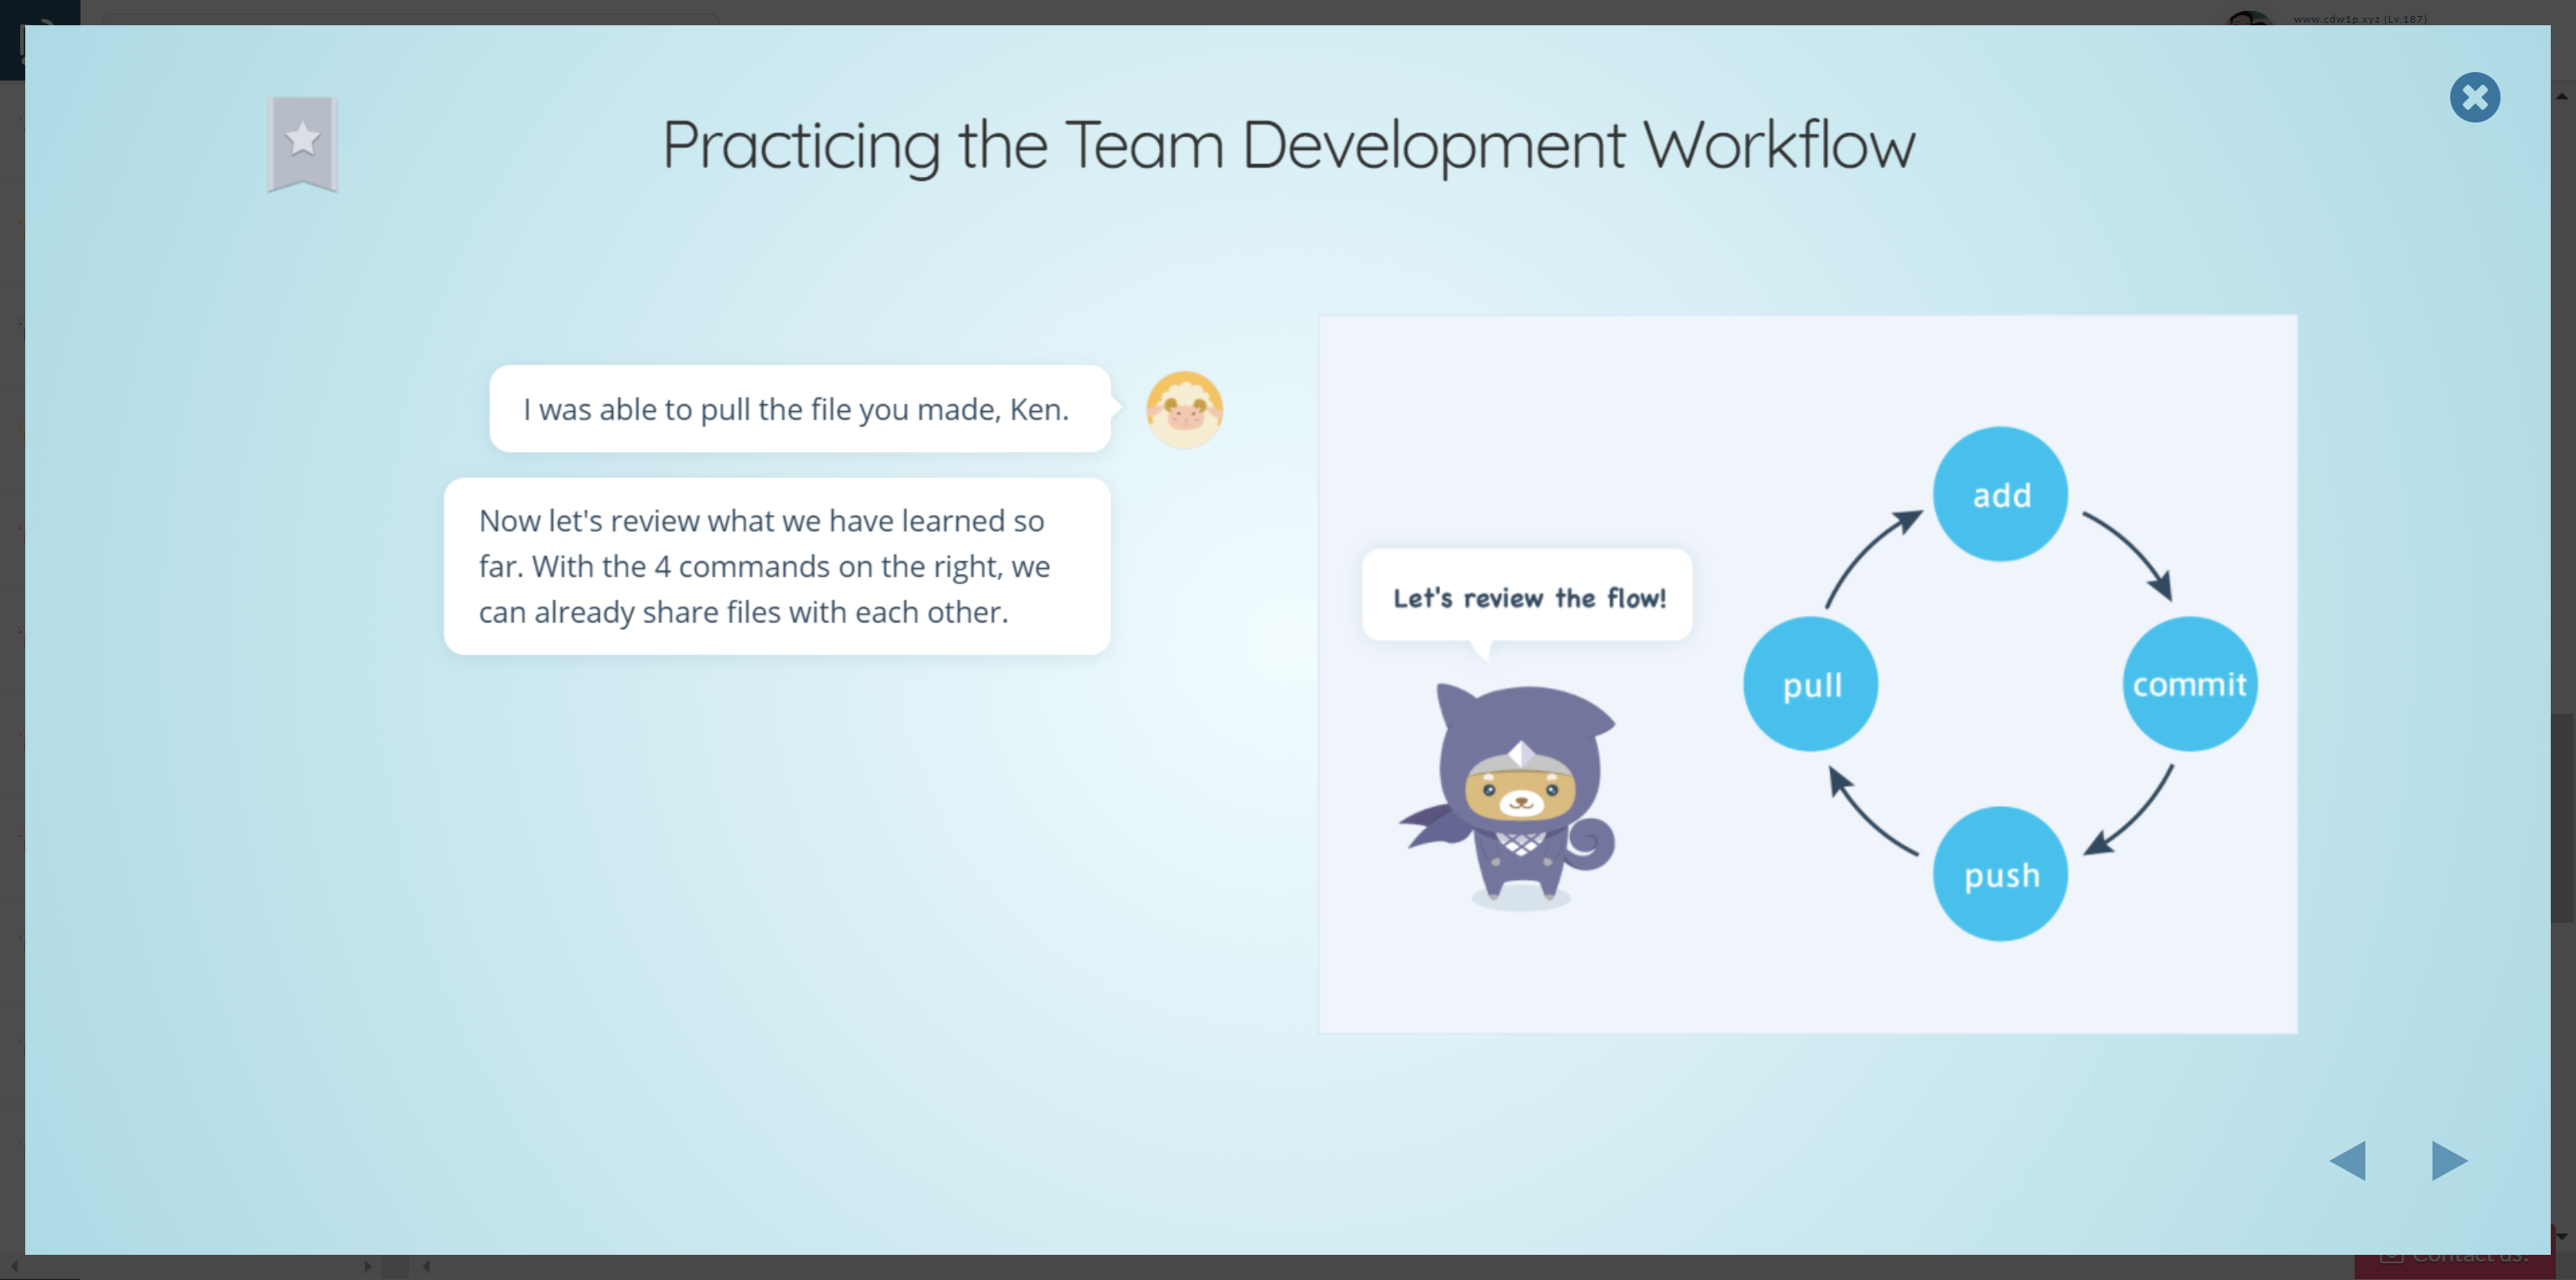 www.cdw1p.xyz (Lv.187)
Practicing the Team Development Workflow
I was able to pull the file you made, Ken.
Now let's review what we have learned so
far. With the 4 commands on the right, we
can already share files with each other.
Let's review the flow!
add
commit
push
pull
Contact us!